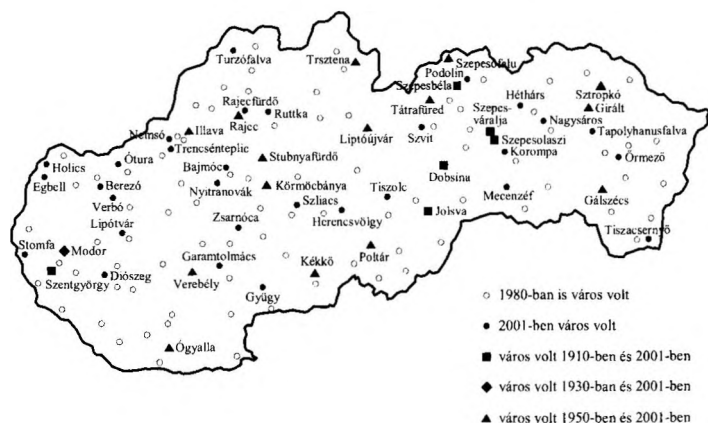 Turzófalva
Trsztena
Szepesófalu
Podolin
Szepesbéla
Rajecfürdő
Ruttka
Tátrafüred
Héthárs
Sztropkó
Girált
Illava
Rajec
Szepes-
váralja
Nagysáros
Nemsó
Liptóújvár
Szvit
Szepesolaszi
Tapolyhanusfalva
Trencsénteplic
Korompa
Holics
Ótura
Bajmóc
Stubnyafürdő
Dobsina
Őrmező
Egbell
Berezó
Nyitranovák
Körmöcbánya
Tiszolc
Mecenzéf
Gálszécs
Verbó
Szliacs
Herencsvölgy
Jolsva
Lipótvár
Zsarnóca
Tiszacsernyő
Stomfa
Modor
Garamtolmács
Poltár
Szentgyörgy
Diószeg
Verebély
Kékkő
Gyügy
Ógyalla
1980-ban is város volt
2001-ben város volt
város volt 1910-ben és 2001-ben
város volt 1930-ban és 2001-ben
város volt 1950-ben és 2001-ben